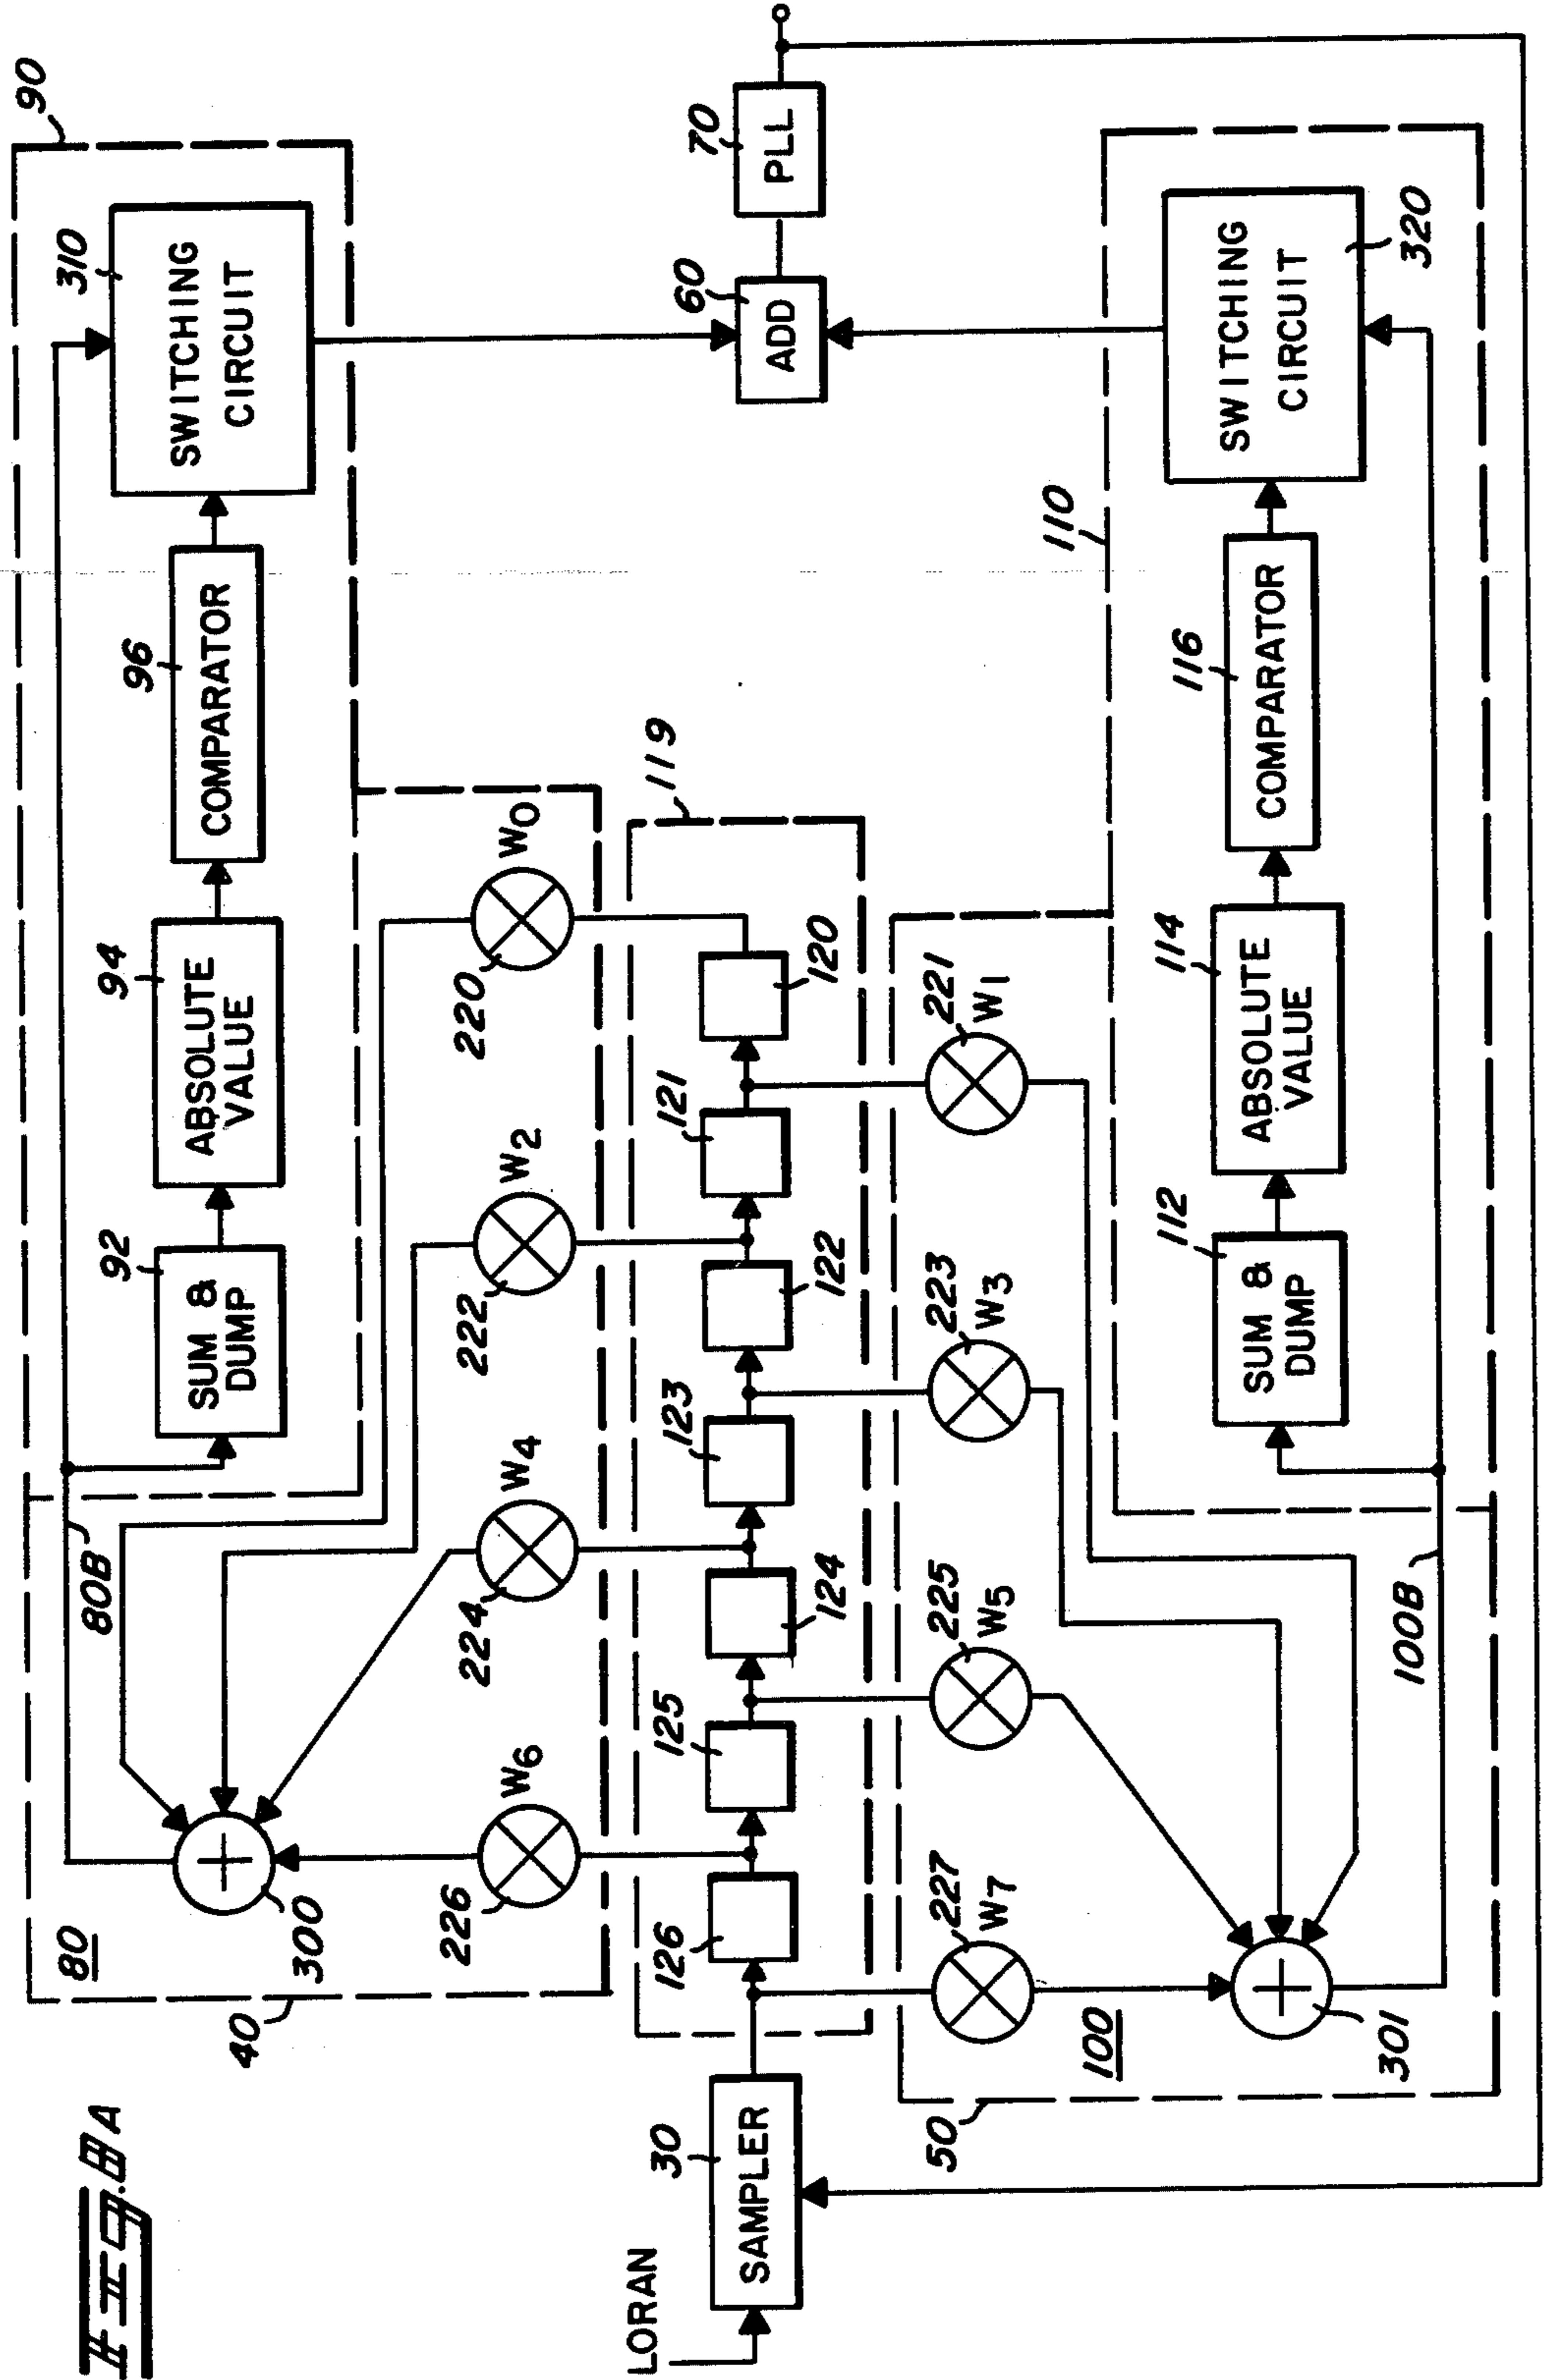 Fig. 8A
90
80
310
80B
92
SUM &
DUMP
94
ABSOLUTE
VALUE
96
COMPARATOR
SWITCHING
CIRCUIT
40
300
226
W6
224
W4
222
W2
220
W0
119
LORAN
30
SAMPLER
126
125
124
123
122
121
120
60
ADD
70
PLL
50
227
W7
225
W5
223
W3
221
W1
110
100
112
SUM &
DUMP
114
ABSOLUTE
VALUE
116
COMPARATOR
SWITCHING
CIRCUIT
320
301
100B